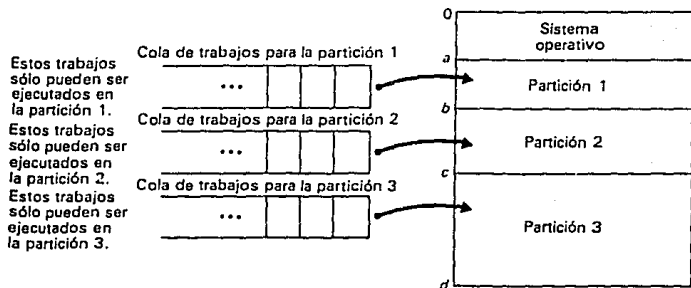 Estos trabajos
sólo pueden ser
ejecutados en
la partición 1.
Estos trabajos
sólo pueden ser
ejecutados en
la partición 2.
Estos trabajos
sólo pueden ser
ejecutados en
la partición 3.
Cola de trabajos para la partición 1
...
Cola de trabajos para la partición 2
...
Cola de trabajos para la partición 3
...
0
Sistema
operativo
a
Partición 1
b
Partición 2
c
Partición 3
d